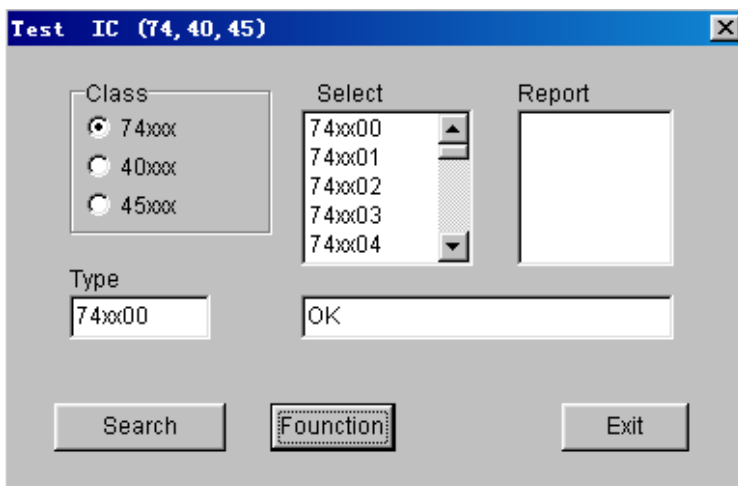 Test IC (74,40,45)
Class
74xxx
40xxx
45xxx
Select
74xx00
74xx01
74xx02
74xx03
74xx04
Report
Type
74xx00
OK
Search
Founction
Exit